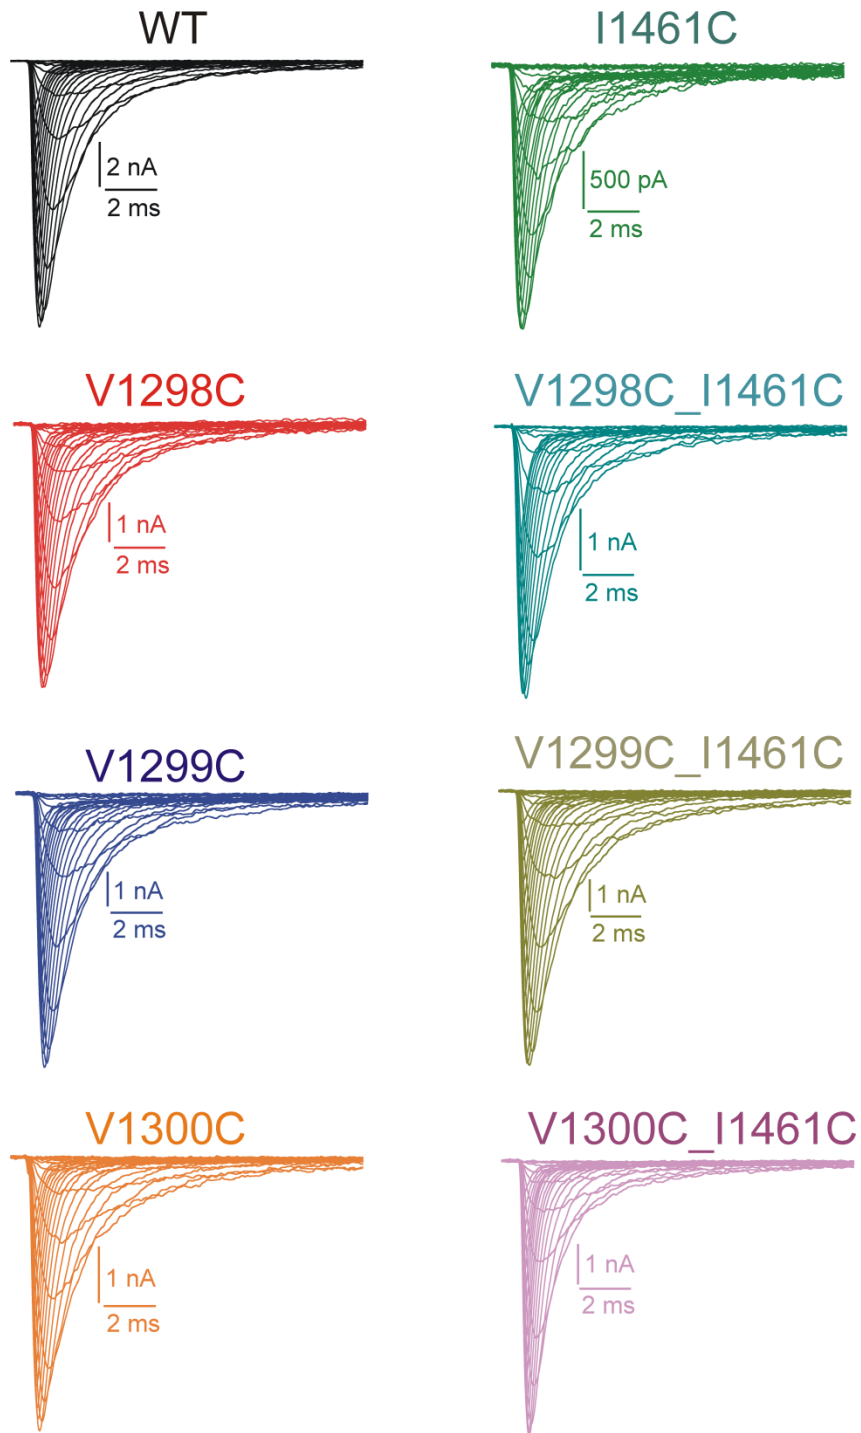 WT
2 nA
2 ms
I1461C
500 pA
2 ms
V1298C
1 nA
2 ms
V1298C_I1461C
1 nA
2 ms
V1299C
1 nA
2 ms
V1299C_I1461C
1 nA
2 ms
V1300C
1 nA
2 ms
V1300C_I1461C
1 nA
2 ms